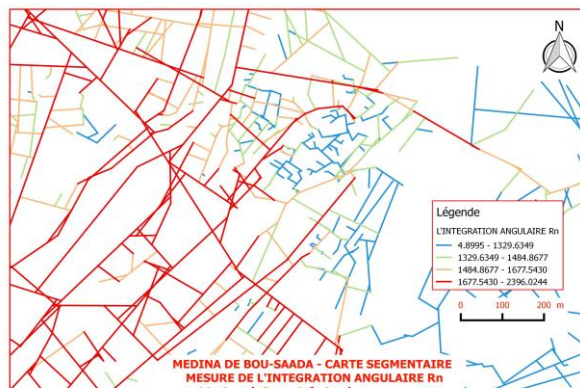 N
Légende
L'INTEGRATION ANGULAIRE Rn
4.8995 - 1329.6349
1329.6349 - 1484.8677
1484.8677 - 1677.5430
1677.5430 - 2396.0244
0 100 200 m
MEDINA DE BOU-SAADA - CARTE SEGMENTAIRE
MESURE DE L'INTEGRATION ANGULAIRE Rn